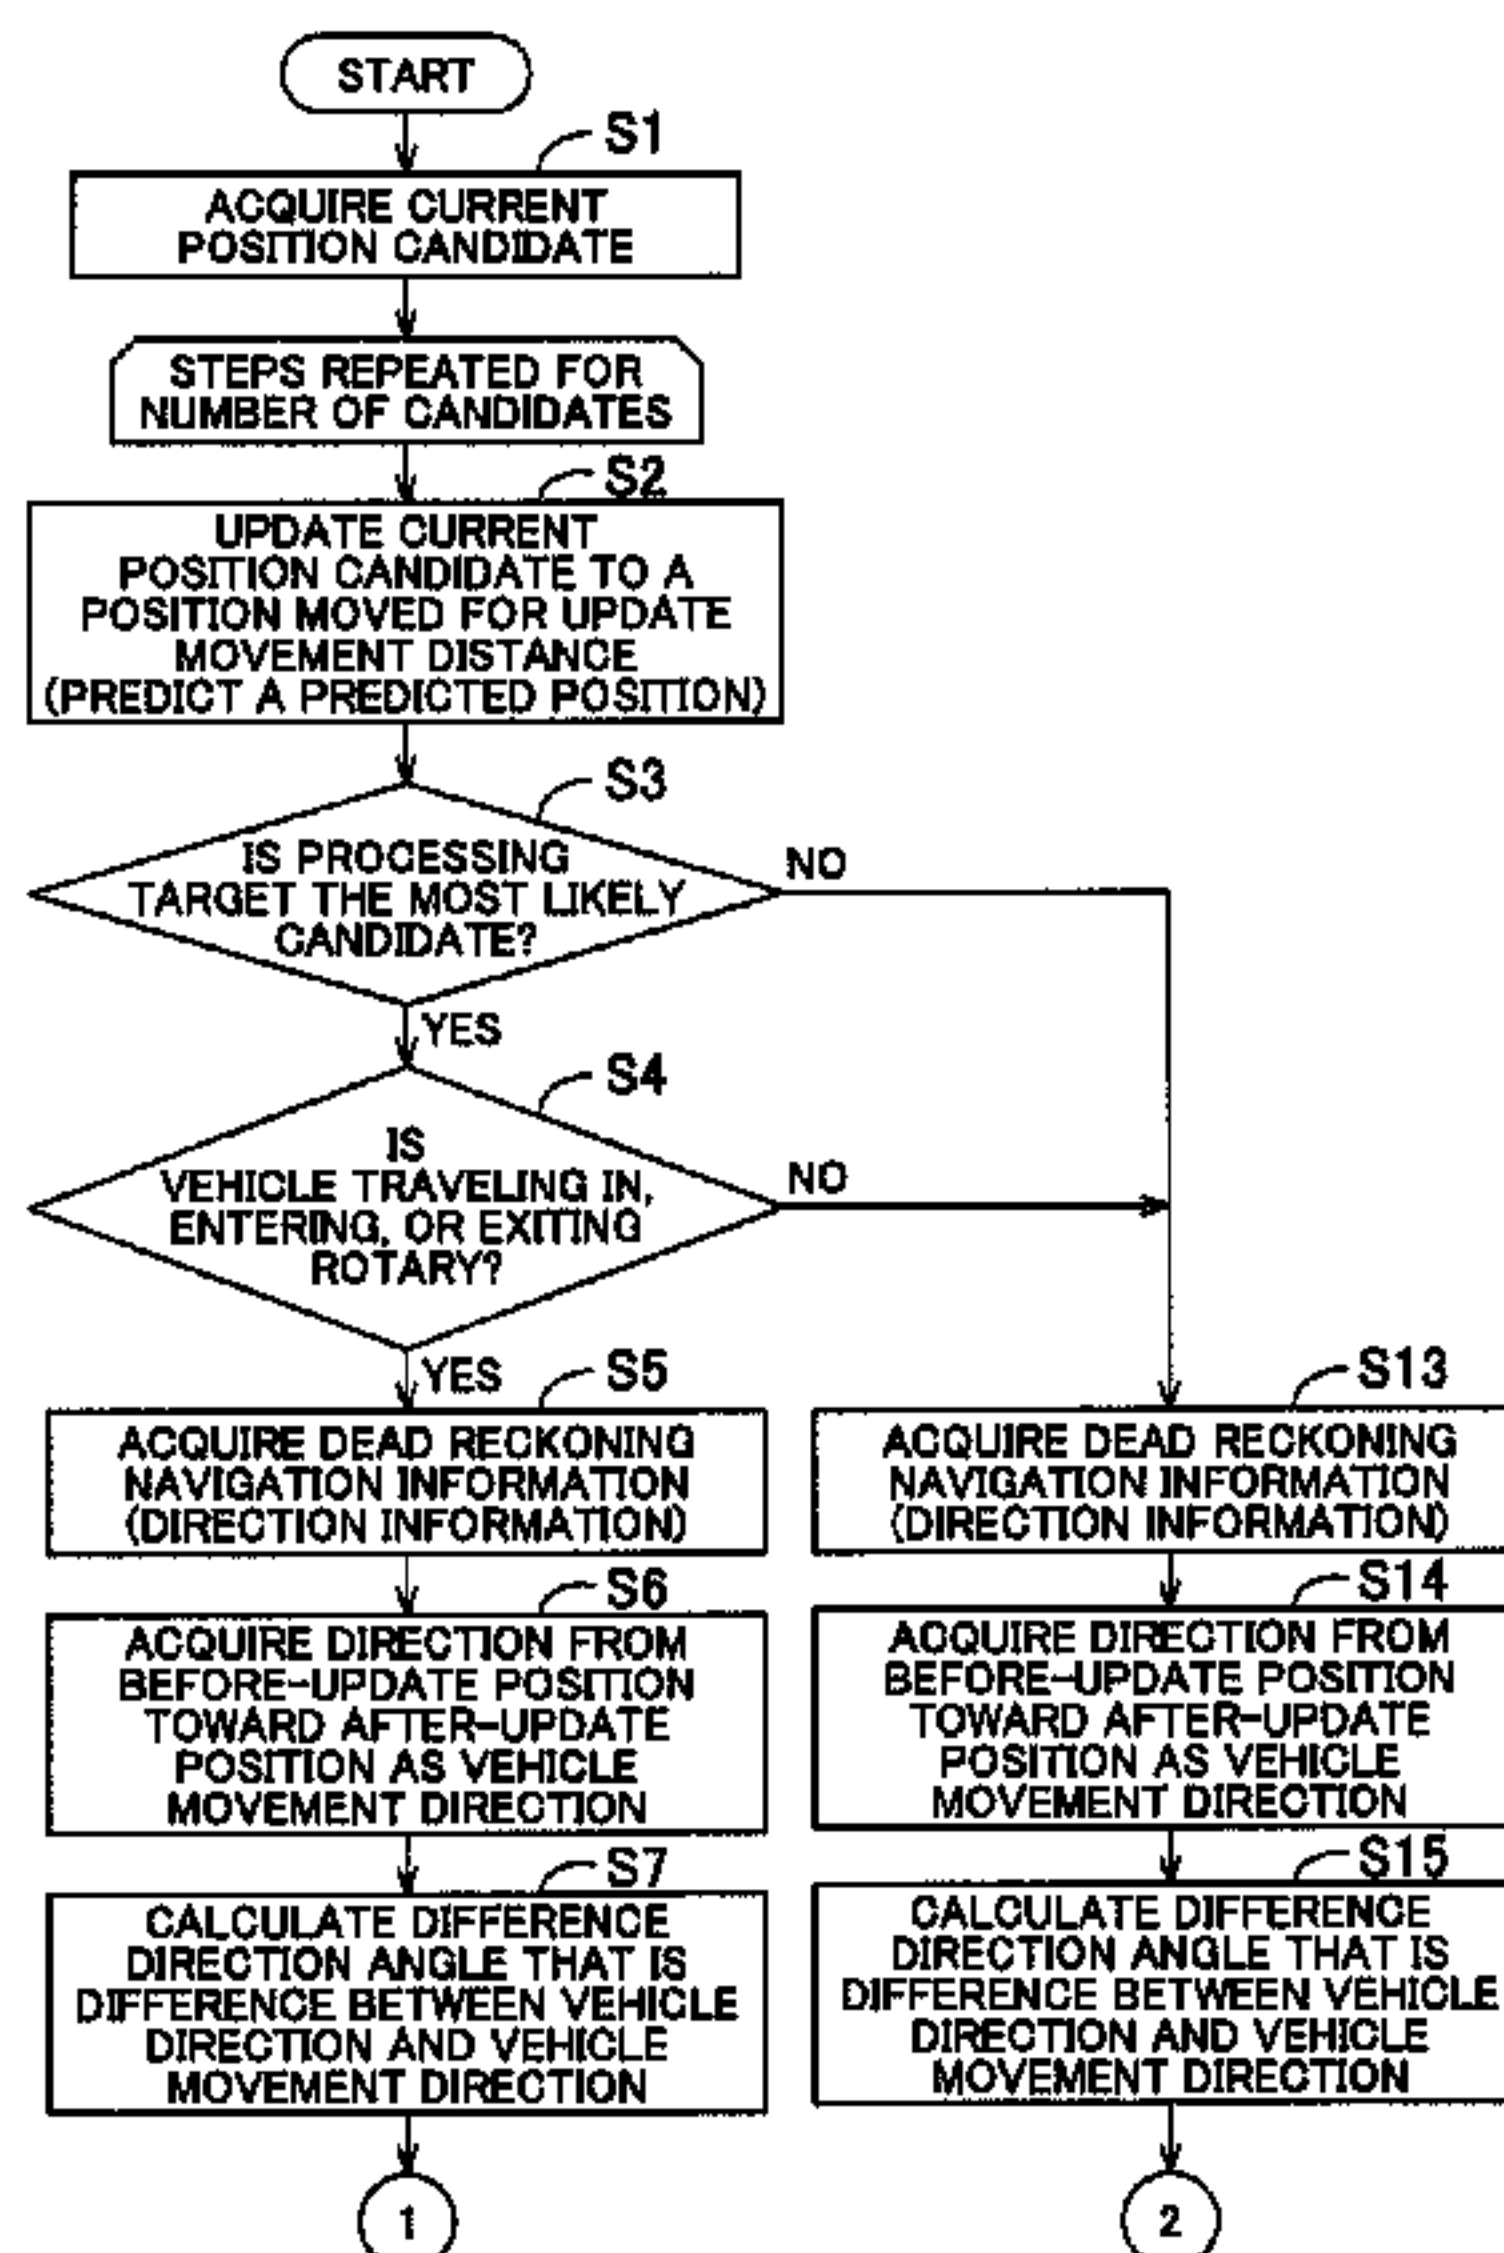 START
S1
ACQUIRE CURRENT
POSITION CANDIDATE
STEPS REPEATED FOR
NUMBER OF CANDIDATES
S2
UPDATE CURRENT
POSITION CANDIDATE TO A
POSITION MOVED FOR UPDATE
MOVEMENT DISTANCE
(PREDICT A PREDICTED POSITION)
S3
IS PROCESSING
TARGET THE MOST LIKELY
CANDIDATE?
NO
YES
S4
IS
VEHICLE TRAVELING IN,
ENTERING, OR EXITING
ROTARY?
NO
YES
S5
ACQUIRE DEAD RECKONING
NAVIGATION INFORMATION
(DIRECTION INFORMATION)
S6
ACQUIRE DIRECTION FROM
BEFORE-UPDATE POSITION
TOWARD AFTER-UPDATE
POSITION AS VEHICLE
MOVEMENT DIRECTION
S7
CALCULATE DIFFERENCE
DIRECTION ANGLE THAT IS
DIFFERENCE BETWEEN VEHICLE
DIRECTION AND VEHICLE
MOVEMENT DIRECTION
1
S13
ACQUIRE DEAD RECKONING
NAVIGATION INFORMATION
(DIRECTION INFORMATION)
S14
ACQUIRE DIRECTION FROM
BEFORE-UPDATE POSITION
TOWARD AFTER-UPDATE
POSITION AS VEHICLE
MOVEMENT DIRECTION
S15
CALCULATE DIFFERENCE
DIRECTION ANGLE THAT IS
DIFFERENCE BETWEEN VEHICLE
DIRECTION AND VEHICLE
MOVEMENT DIRECTION
2